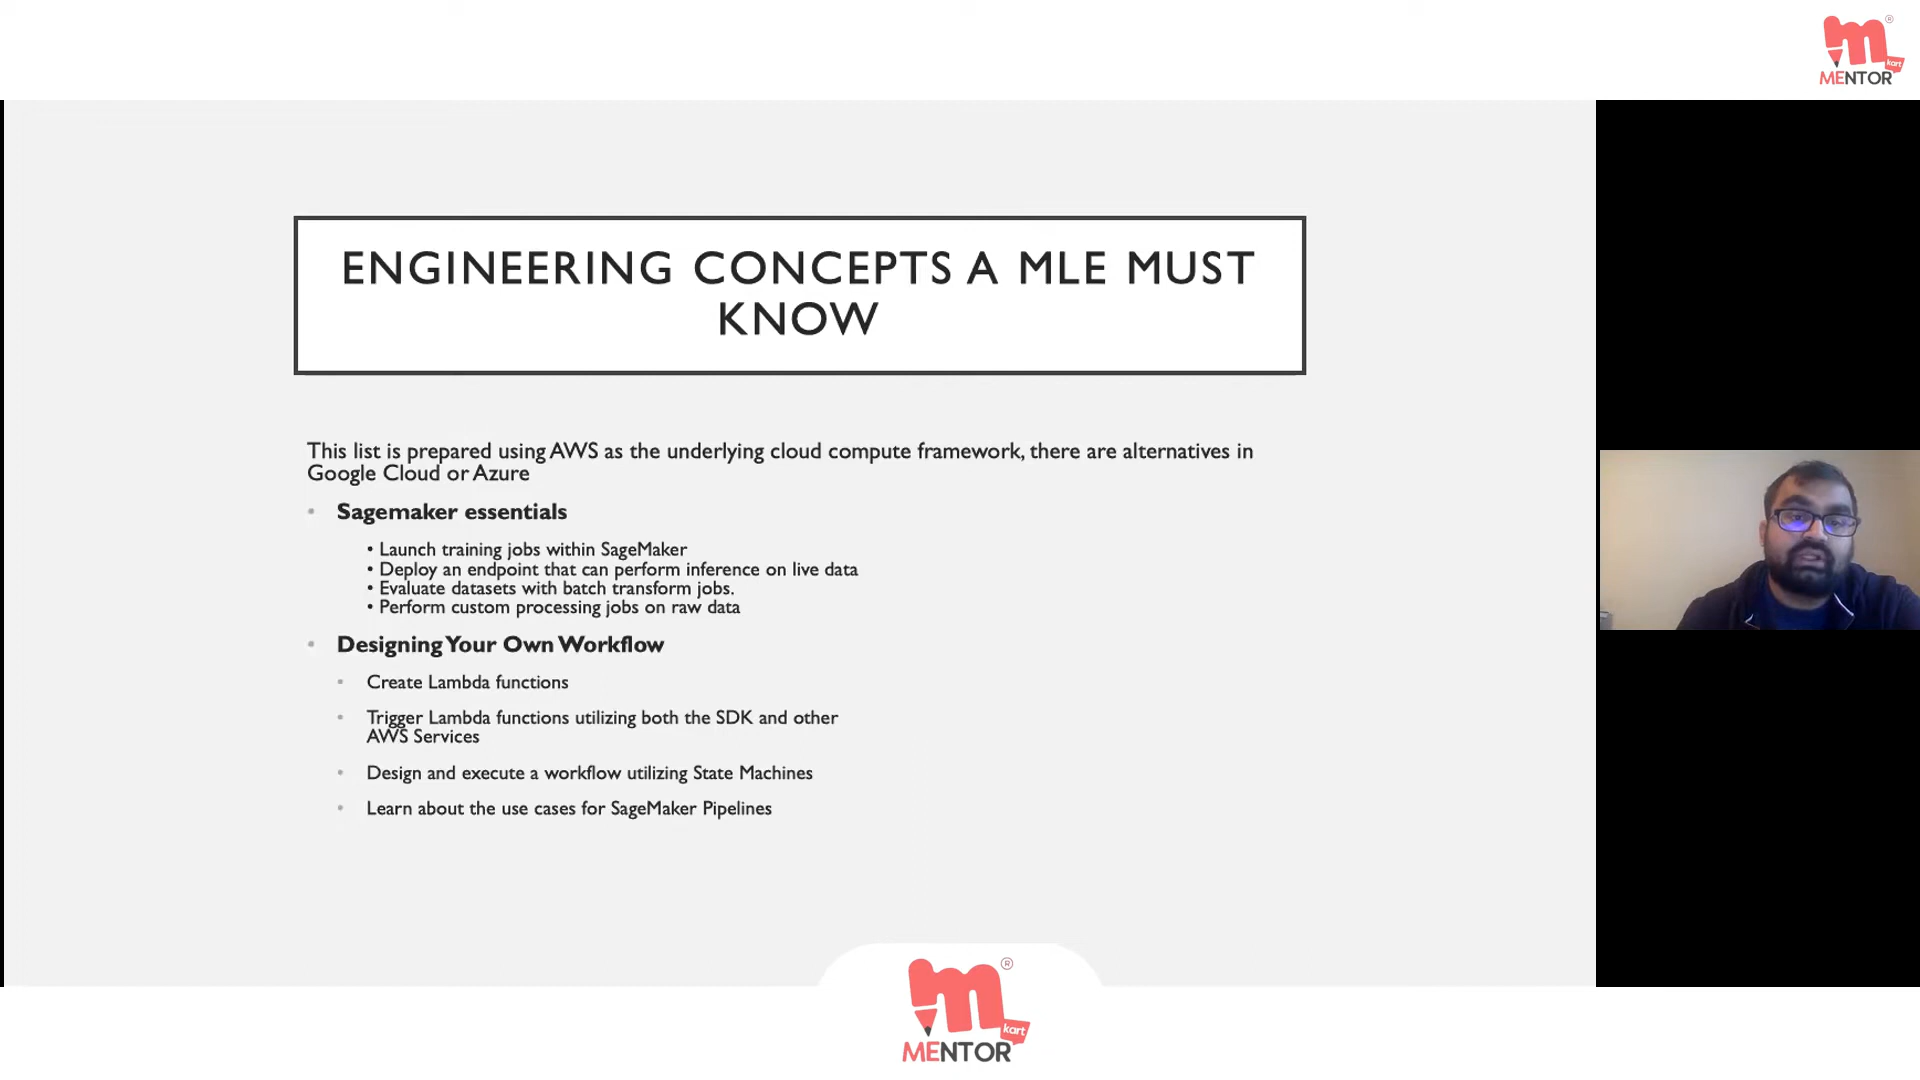 m ®
kart
MENTOR
ENGINEERING CONCEPTS A MLE MUST
KNOW
This list is prepared using AWS as the underlying cloud compute framework, there are alternatives in
Google Cloud or Azure
• Sagemaker essentials
• Launch training jobs within SageMaker
• Deploy an endpoint that can perform inference on live data
• Evaluate datasets with batch transform jobs.
• Perform custom processing jobs on raw data
• Designing Your Own Workflow
• Create Lambda functions
• Trigger Lambda functions utilizing both the SDK and other
AWS Services
• Design and execute a workflow utilizing State Machines
• Learn about the use cases for SageMaker Pipelines
m ®
kart
MENTOR